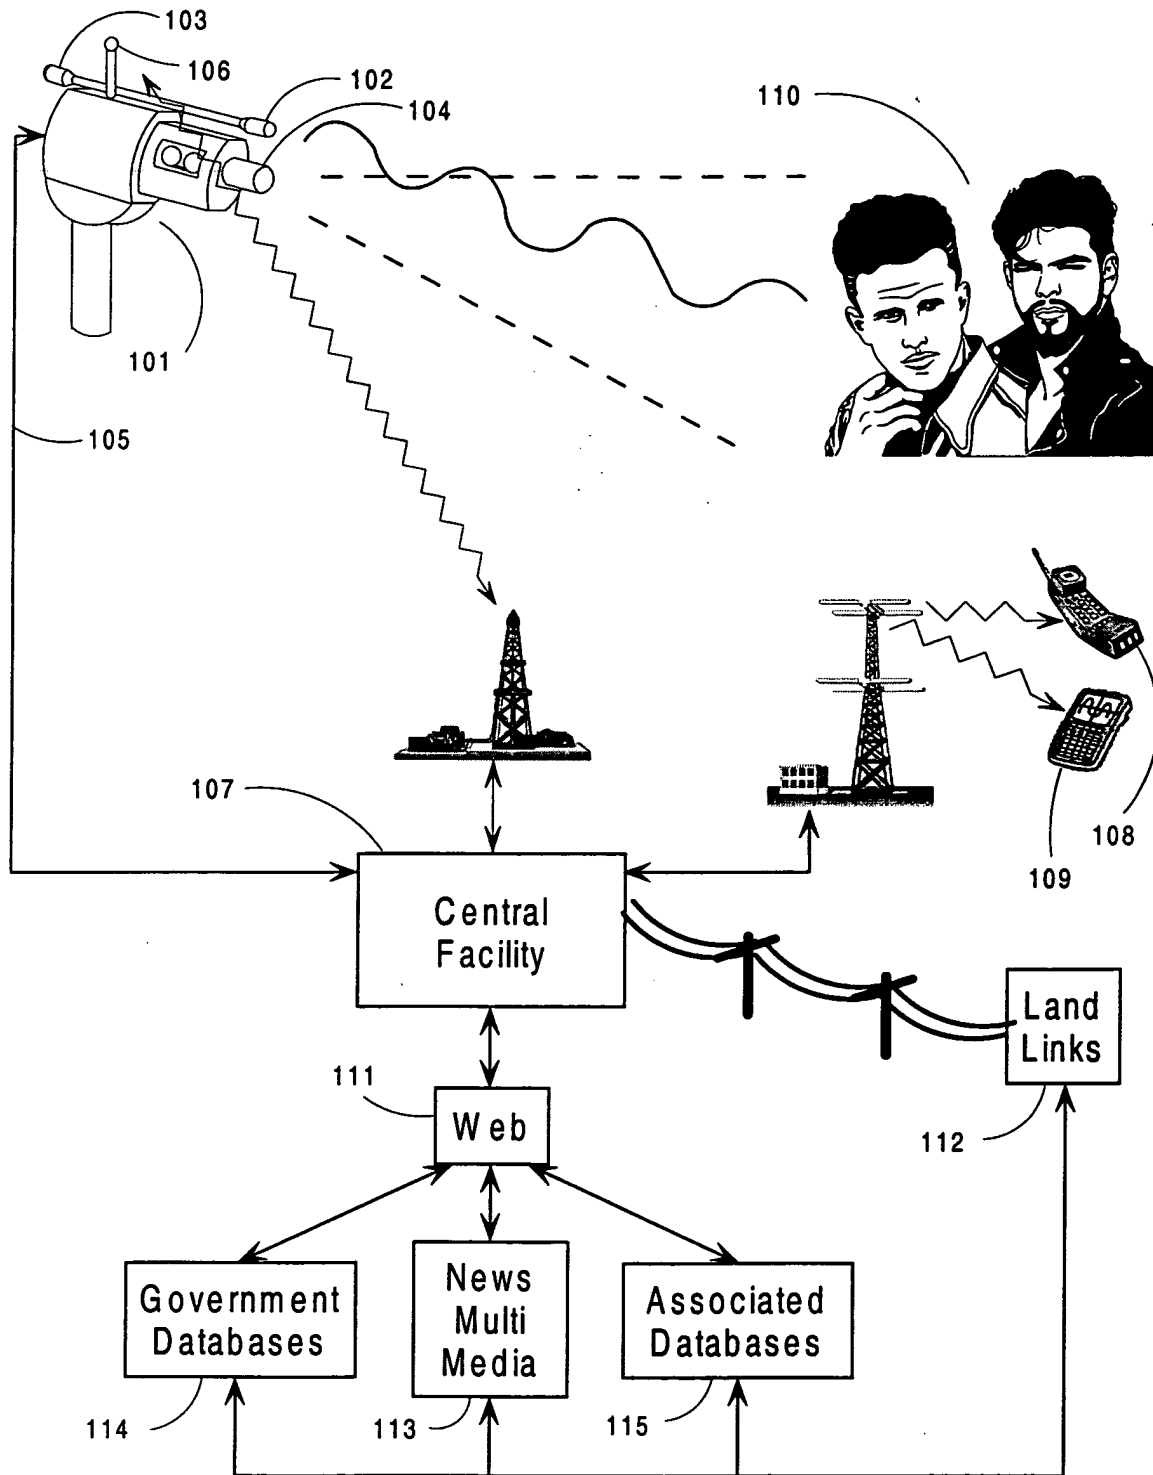 103
106
102
104
110
101
105
107
108
109
Central
Facility
Land
Links
111
Web
112
Government
Databases
News
Multi
Media
Associated
Databases
114
113
115